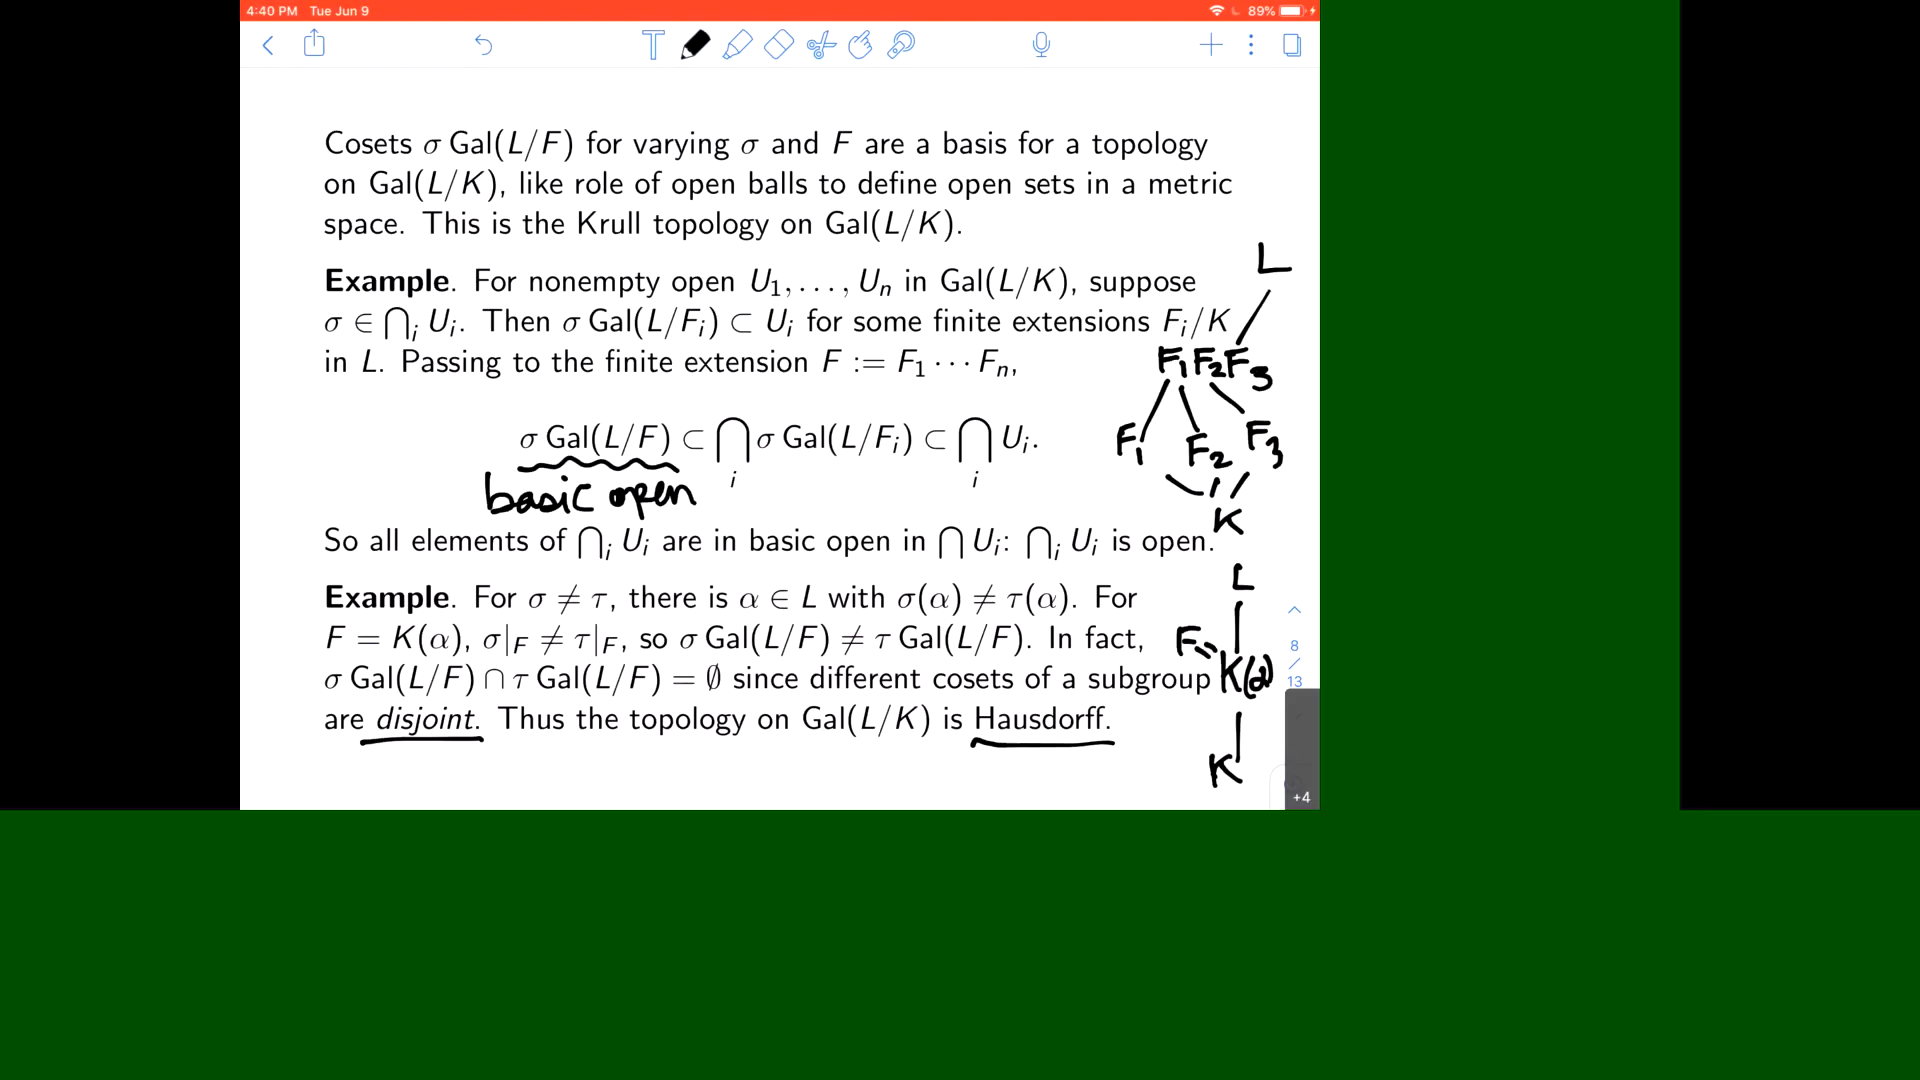 4:40 PM Tue Jun 9 89%
Cosets σ Gal(L/F) for varying σ and F are a basis for a topology
on Gal(L/K), like role of open balls to define open sets in a metric
space. This is the Krull topology on Gal(L/K).
L
Example. For nonempty open U₁, . . . , Uₙ in Gal(L/K), suppose
σ ∈ ⋂ᵢ Uᵢ. Then σ Gal(L/Fᵢ) ⊂ Uᵢ for some finite extensions Fᵢ/K
in L. Passing to the finite extension F := F₁ ⋯ Fₙ,
F₁F₂F₃
σ Gal(L/F) ⊂ ⋂ᵢ σ Gal(L/Fᵢ) ⊂ ⋂ᵢ Uᵢ.
F₁ F₂ F₃
basic open
K
So all elements of ⋂ᵢ Uᵢ are in basic open in ⋂ Uᵢ: ⋂ᵢ Uᵢ is open.
L
Example. For σ ≠ τ, there is α ∈ L with σ(α) ≠ τ(α). For
F = K(α), σ|F ≠ τ|F, so σ Gal(L/F) ≠ τ Gal(L/F). In fact,
F=
K(α)
σ Gal(L/F) ∩ τ Gal(L/F) = ∅ since different cosets of a subgroup
are disjoint. Thus the topology on Gal(L/K) is Hausdorff.
K
8
/
13
+4